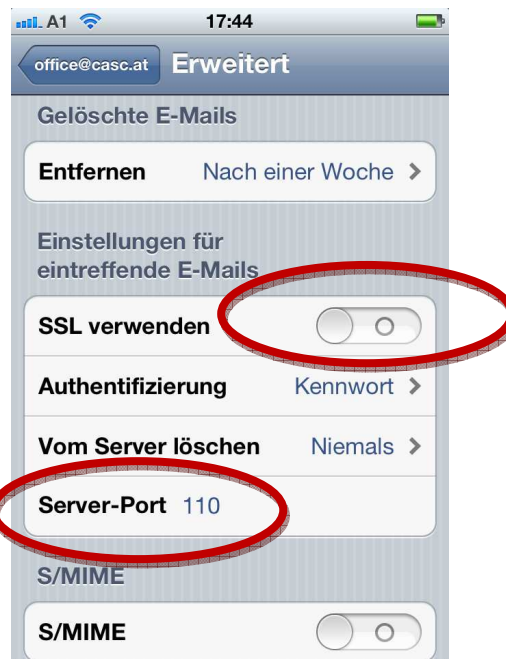 A1 17:44
office@casc.at Erweitert
Gelöschte E-Mails
Entfernen Nach einer Woche
Einstellungen für
eintreffende E-Mails
SSL verwenden
Authentifizierung Kennwort
Vom Server löschen Niemals
Server-Port 110
S/MIME
S/MIME